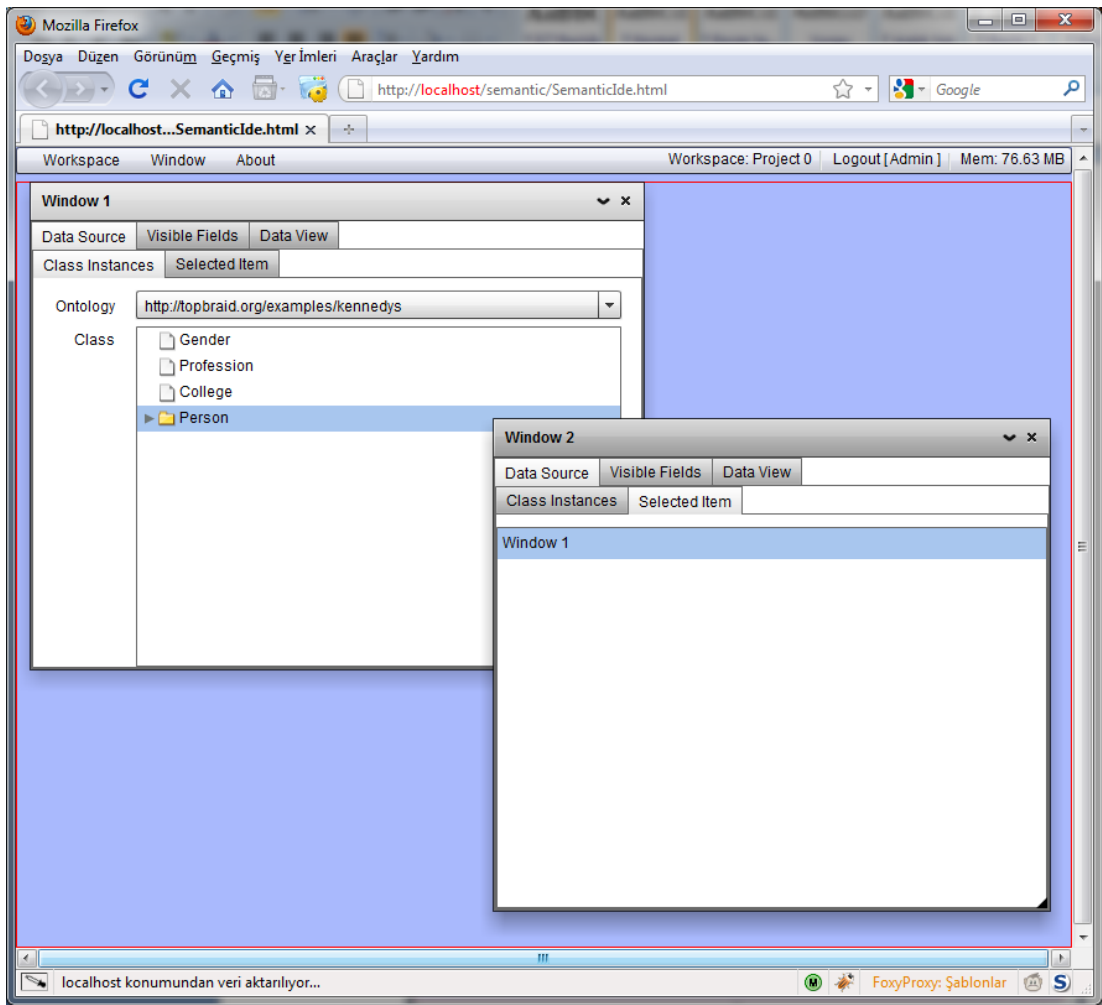 Mozilla Firefox
Dosya Düzen Görünüm Geçmiş Yer İmleri Araçlar Yardım
http://localhost/semantic/SemanticIde.html
Google
http://localhost...SemanticIde.html
Workspace Window About Workspace: Project 0 Logout [Admin ] Mem: 76.63 MB
Window 1
Data Source Visible Fields Data View
Class Instances Selected Item
Ontology http://topbraid.org/examples/kennedys
Class
Gender
Profession
College
Person
Window 2
Data Source Visible Fields Data View
Class Instances Selected Item
Window 1
localhost konumundan veri aktarılıyor...
M
FoxyProxy: Şablonlar
S